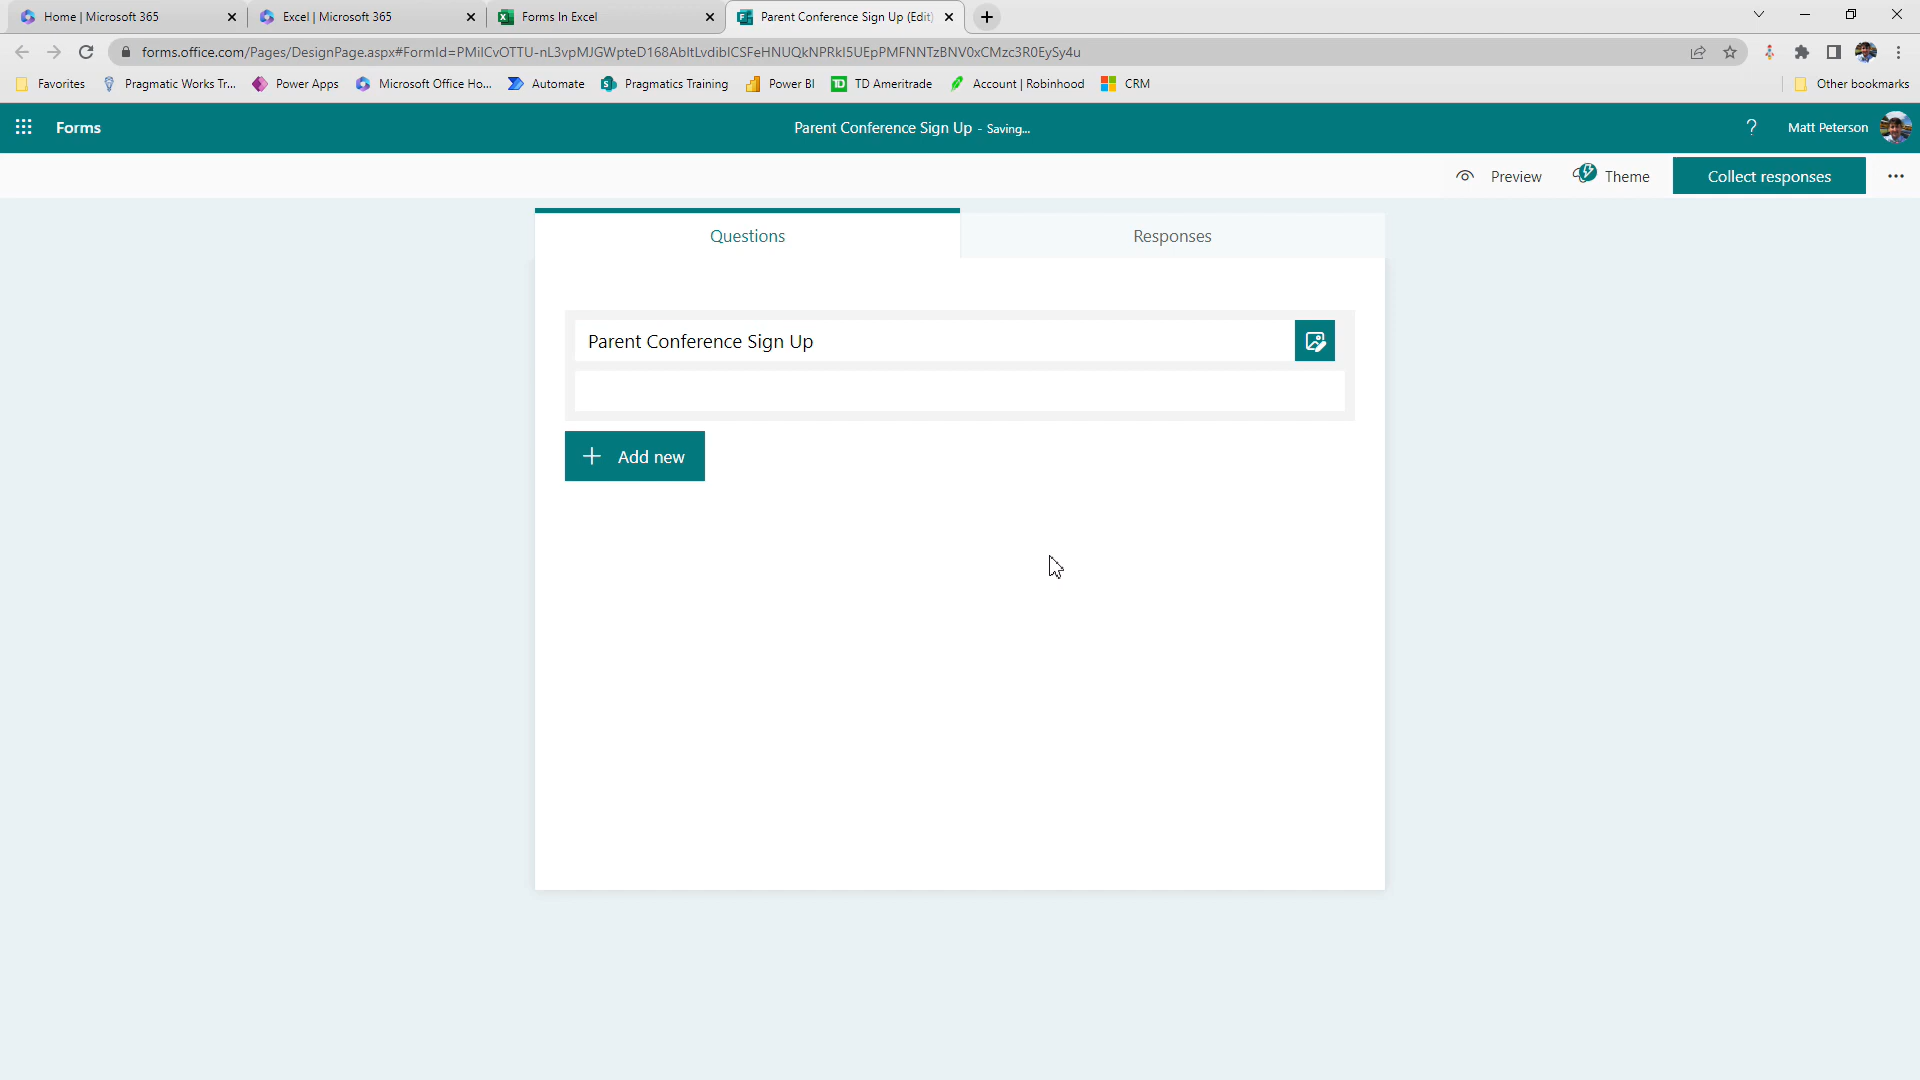 Home | Microsoft 365
Excel | Microsoft 365
Forms In Excel
Parent Conference Sign Up (Edit)
forms.office.com/Pages/DesignPage.aspx#FormId=PMilCvOTTU-nL3vpMJGWpteD168AbltLvdiblCSFeHNUQkNPRkI5UEpPMFNNTzBNV0xCMzc3R0EySy4u
Favorites
Pragmatic Works Tr...
Power Apps
Microsoft Office Ho...
Automate
Pragmatics Training
Power BI
TD Ameritrade
Account | Robinhood
CRM
Other bookmarks
Forms
Parent Conference Sign Up - Saving...
?
Matt Peterson
Preview
Theme
Collect responses
Questions
Responses
Parent Conference Sign Up
Add new